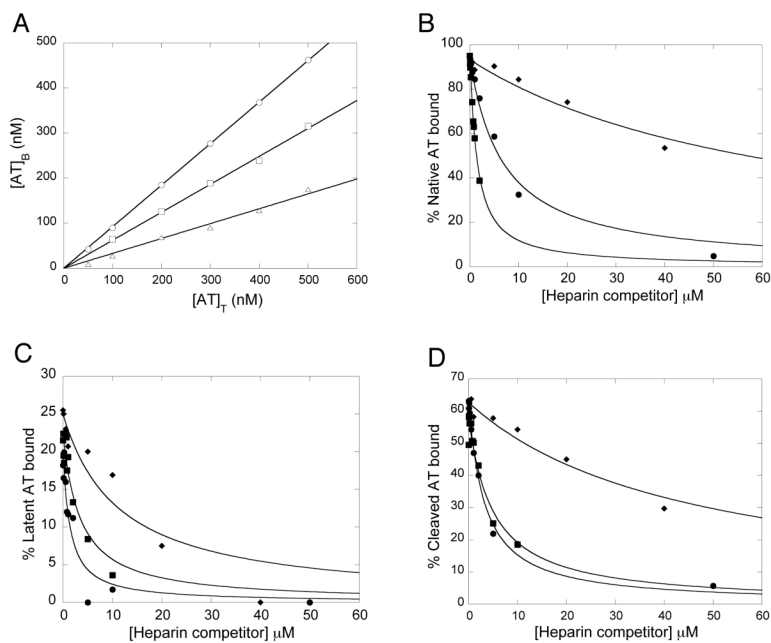 A
500
400
300
200
100
0
[AT]B (nM)
0 100 200 300 400 500 600
[AT]T (nM)
B
100
80
60
40
20
0
% Native AT bound
0 10 20 30 40 50 60
[Heparin competitor] μM
C
30
25
20
15
10
5
0
% Latent AT bound
0 10 20 30 40 50 60
[Heparin competitor] μM
D
70
60
50
40
30
20
10
0
% Cleaved AT bound
0 10 20 30 40 50 60
[Heparin competitor] μM